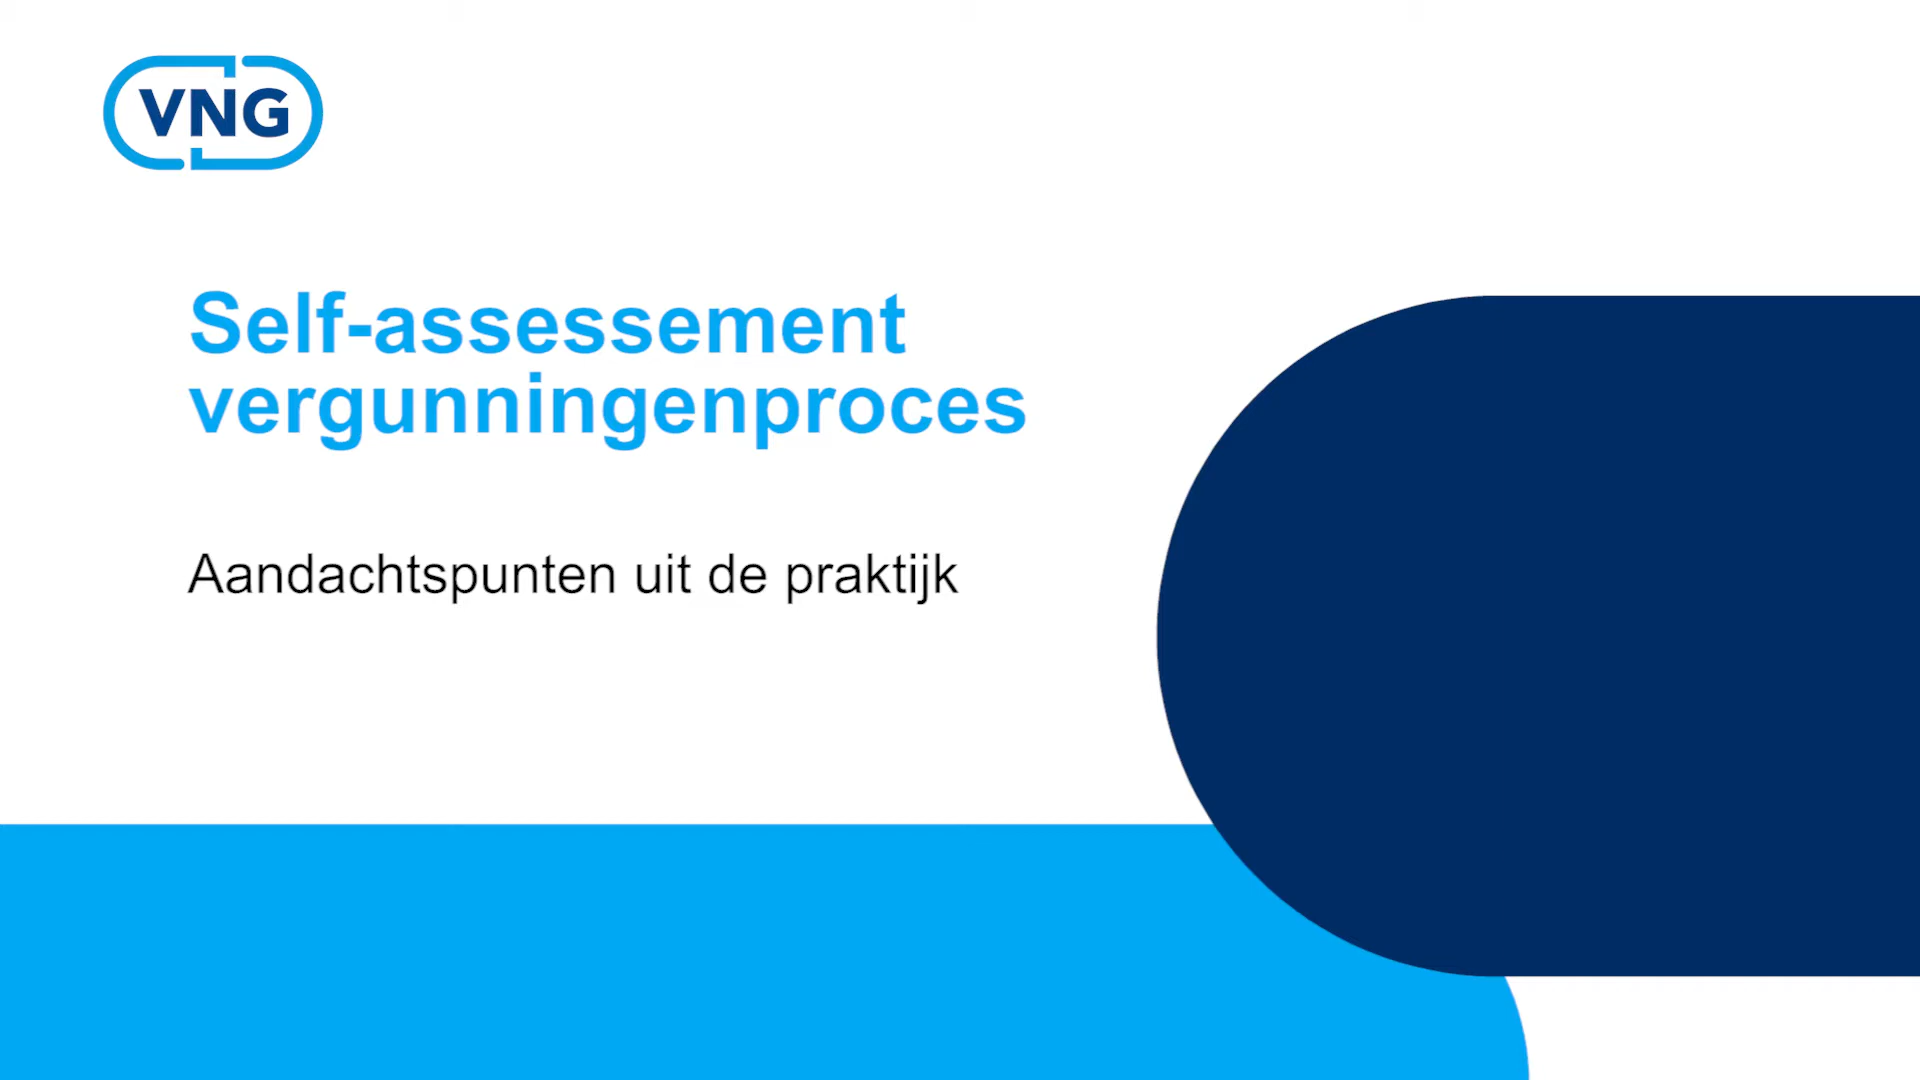 VNG
Self-assessement
vergunningenproces
Aandachtspunten uit de praktijk